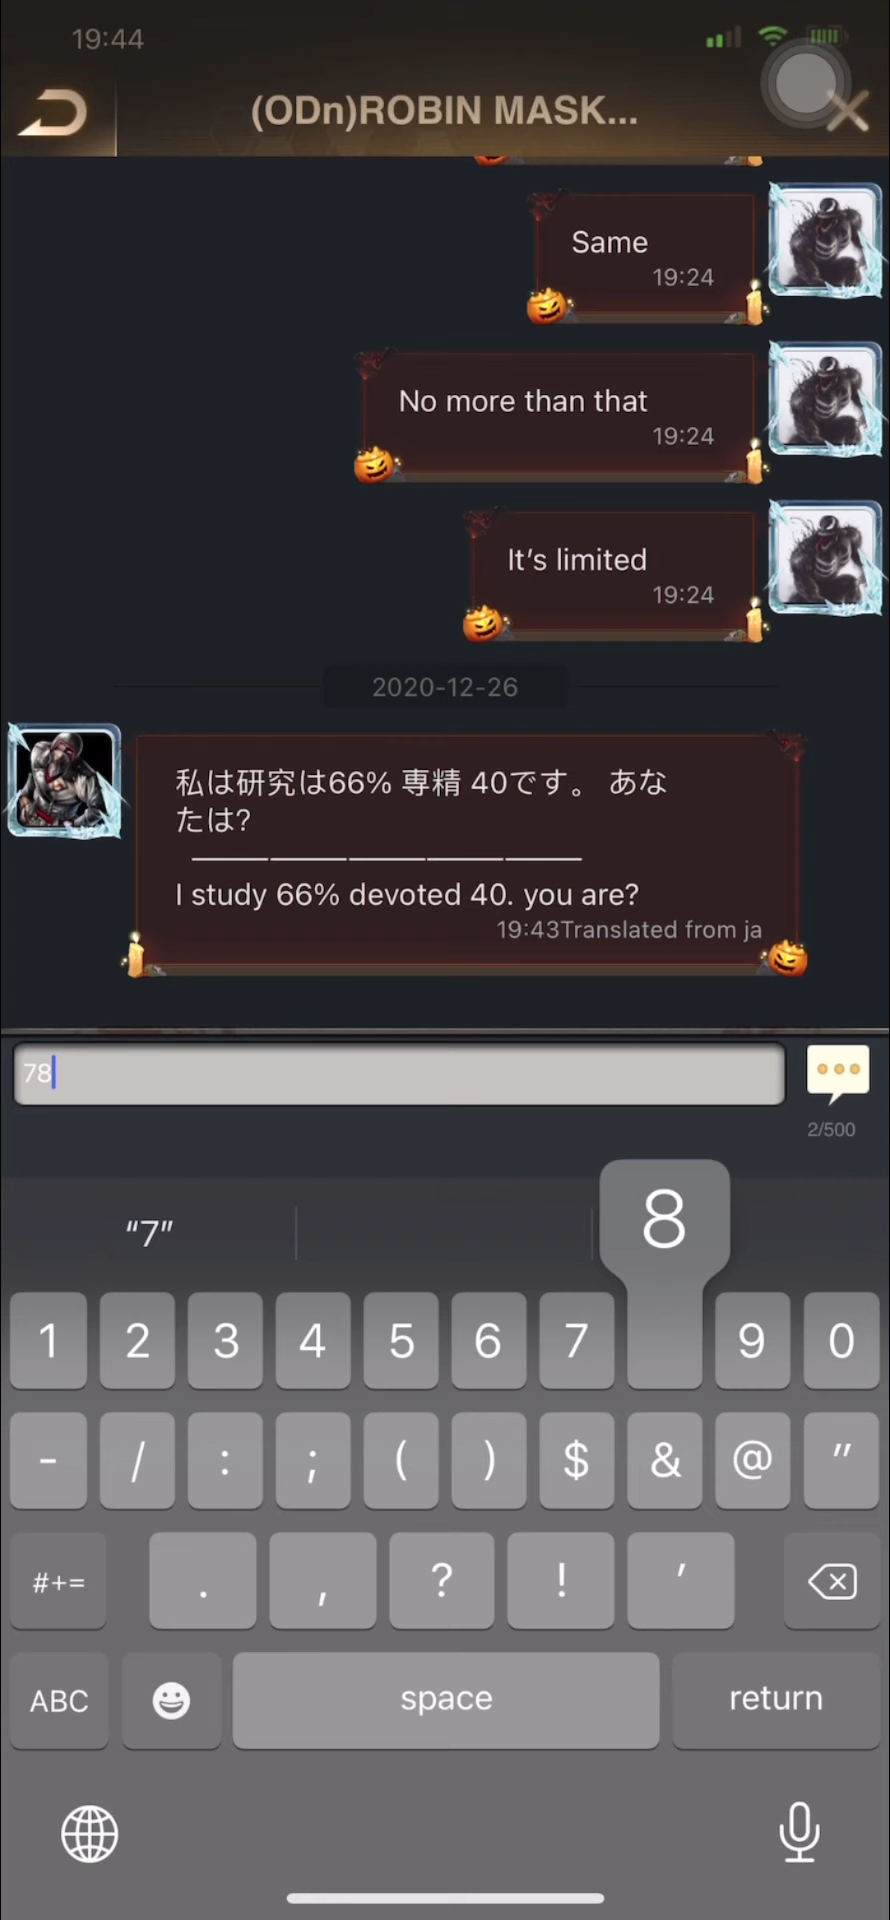 19:44
(ODn)ROBIN MASK...
Same
19:24
No more than that
19:24
It's limited
19:24
2020-12-26
私は研究は66% 専精 40です。 あな
たは?
—————
I study 66% devoted 40. you are?
19:43Translated from ja
78
2/500
“7”
8
1 2 3 4 5 6 7 9 0
- / : ; ( ) $ & @ "
#+= . , ? ! '
ABC space return